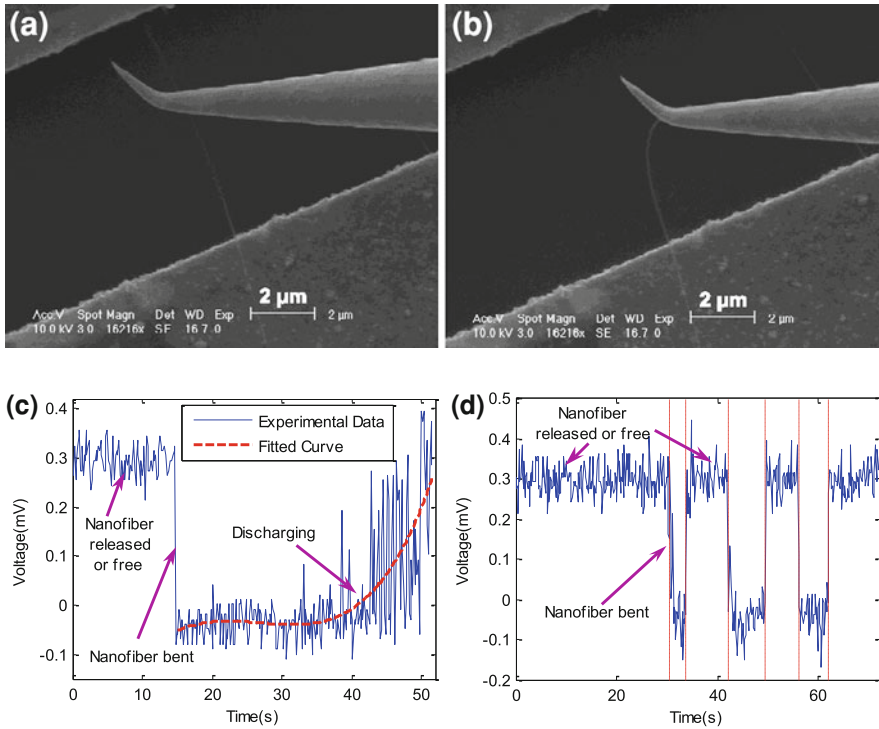 (a)
2 µm
Acc.V Spot Magn Det WD Exp
10.0 kV 3.0 16216x SE 16.7 0
2 µm
(b)
2 µm
Acc.V Spot Magn Det WD Exp
10.0 kV 3.0 16216x SE 16.7 0
2 µm
(c)
Experimental Data
Fitted Curve
Nanofiber
released
or free
Discharging
Nanofiber bent
Voltage(mV)
0.4
0.3
0.2
0.1
0
-0.1
0 10 20 30 40 50
Time(s)
(d)
Nanofiber
released or free
Nanofiber bent
Voltage(mV)
0.5
0.4
0.3
0.2
0.1
0
-0.1
-0.2
0 20 40 60
Time(s)